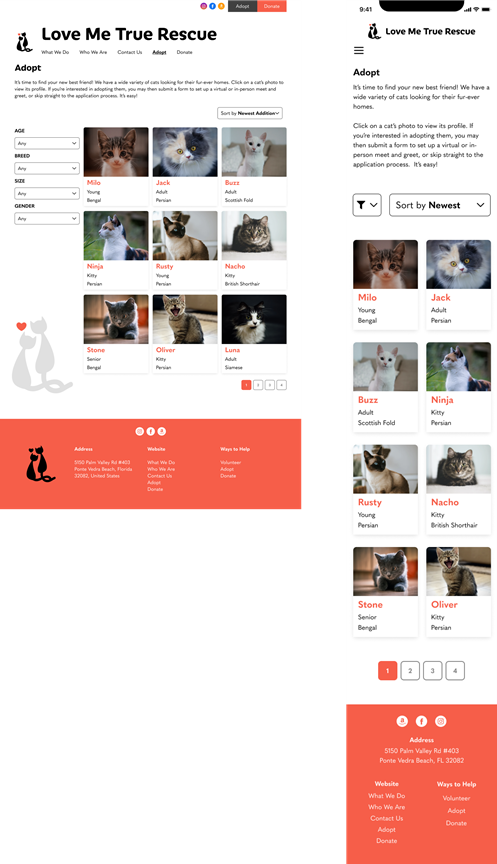 Adopt
Donate
Love Me True Rescue
What We Do
Who We Are
Contact Us
Adopt
Donate
Adopt
It's time to find your new best friend! We have a wide variety of cats looking for their fur-ever homes. Click on a cat's photo to
view its profile. If you're interested in adopting them, you may then submit a form to set up a virtual or in-person meet and
greet, or skip straight to the application process. It's easy!
Sort by Newest Addition
AGE
Any
BREED
Any
SIZE
Any
GENDER
Any
Milo
Young
Bengal
Jack
Adult
Persian
Buzz
Adult
Scottish Fold
Ninja
Kitty
Persian
Rusty
Young
Persian
Nacho
Kitty
British Shorthair
Stone
Senior
Bengal
Oliver
Kitty
Persian
Luna
Adult
Siamese
1
2
3
4
Address
5150 Palm Valley Rd #403
Ponte Vedra Beach, Florida
32082, United States
Website
What We Do
Who We Are
Contact Us
Adopt
Donate
Ways to Help
Volunteer
Adopt
Donate
9:41
Love Me True Rescue
Adopt
It's time to find your new best friend! We have a
wide variety of cats looking for their fur-ever
homes.
Click on a cat's photo to view its profile. If
you're interested in adopting them, you may
then submit a form to set up a virtual or in-
person meet and greet, or skip straight to the
application process. It's easy!
Sort by Newest
Milo
Young
Bengal
Jack
Adult
Persian
Buzz
Adult
Scottish Fold
Ninja
Kitty
Persian
Rusty
Young
Persian
Nacho
Kitty
British Shorthair
Stone
Senior
Bengal
Oliver
Kitty
Persian
1
2
3
4
Address
5150 Palm Valley Rd #403
Ponte Vedra Beach, FL 32082
Website
What We Do
Who We Are
Contact Us
Adopt
Donate
Ways to Help
Volunteer
Adopt
Donate